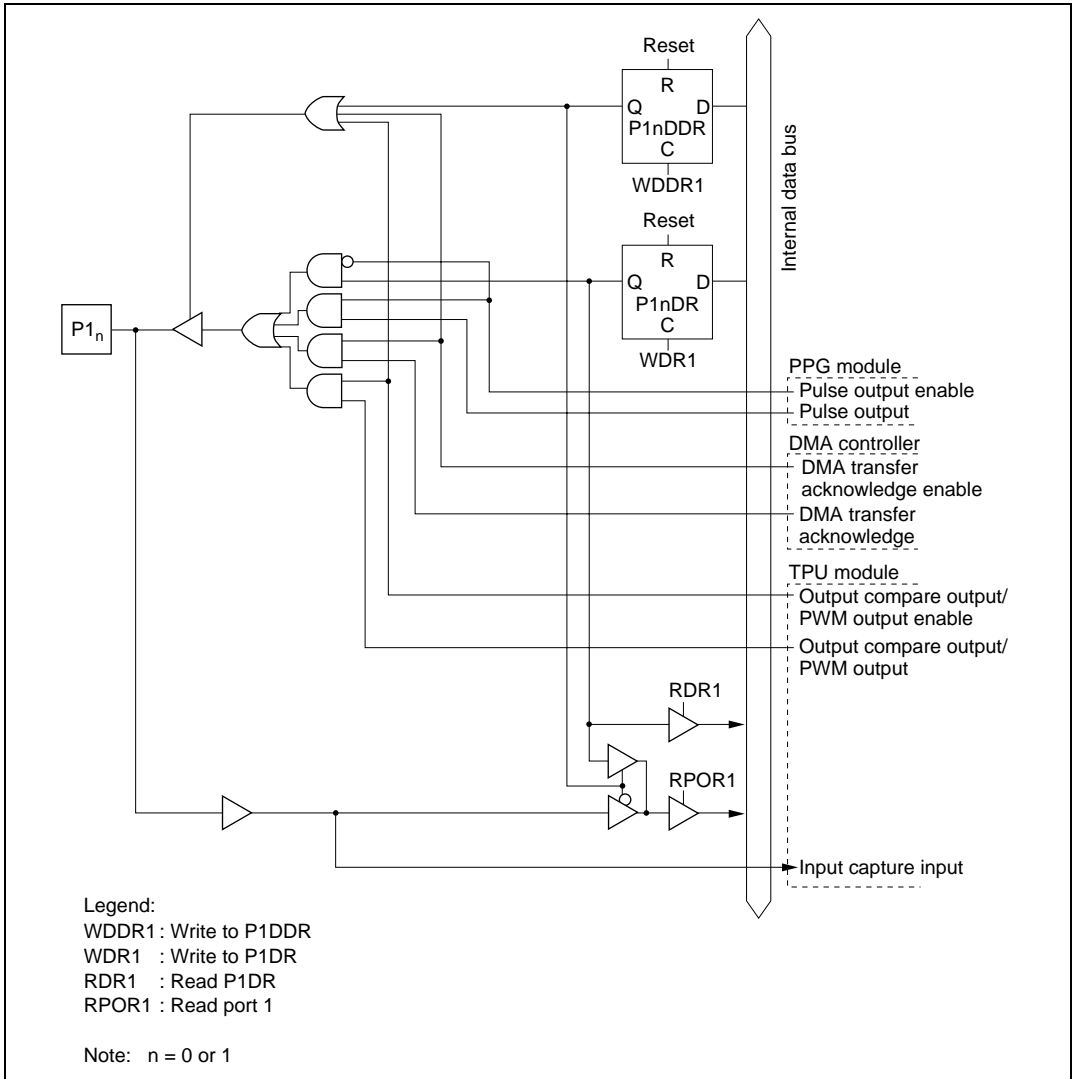 Reset
R
Q D
P1nDDR
C
WDDR1
Internal data bus
Reset
R
Q D
P1nDR
C
WDR1
P1n
PPG module
Pulse output enable
Pulse output
DMA controller
DMA transfer
acknowledge enable
DMA transfer
acknowledge
TPU module
Output compare output/
PWM output enable
Output compare output/
PWM output
RDR1
RPOR1
Input capture input
Legend:
WDDR1 : Write to P1DDR
WDR1 : Write to P1DR
RDR1 : Read P1DR
RPOR1 : Read port 1
Note: n = 0 or 1